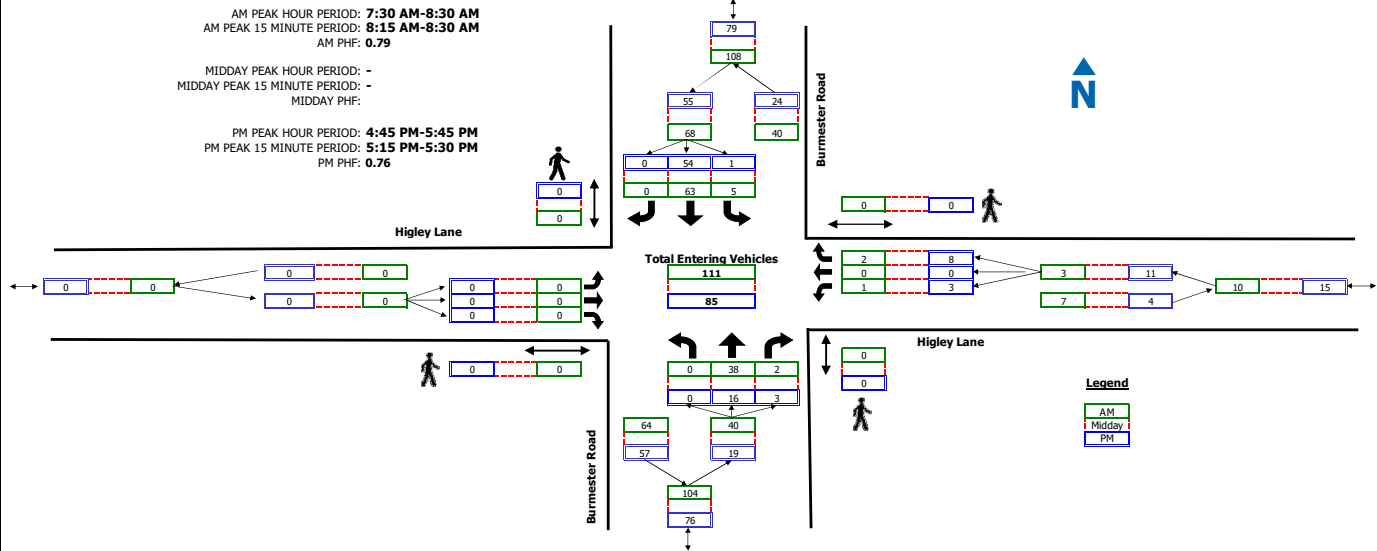 AM PEAK HOUR PERIOD: 7:30 AM-8:30 AM
AM PEAK 15 MINUTE PERIOD: 8:15 AM-8:30 AM
AM PHF: 0.79
MIDDAY PEAK HOUR PERIOD: -
MIDDAY PEAK 15 MINUTE PERIOD: -
MIDDAY PHF:
PM PEAK HOUR PERIOD: 4:45 PM-5:45 PM
PM PEAK 15 MINUTE PERIOD: 5:15 PM-5:30 PM
PM PHF: 0.76
79
108
55 24
68 40
0 54 1
0 63 5
Burmester Road
N
0
0
0 0
Higley Lane
0 0
0 0
0 0
0 0
0 0
0 0
Total Entering Vehicles
111
85
2 8
0 0
1 3
3 11
7 4
10 15
Higley Lane
0 0
0 38 2
0 16 3
64 40
57 19
104
76
Burmester Road
0
0
Legend
AM
Midday
PM